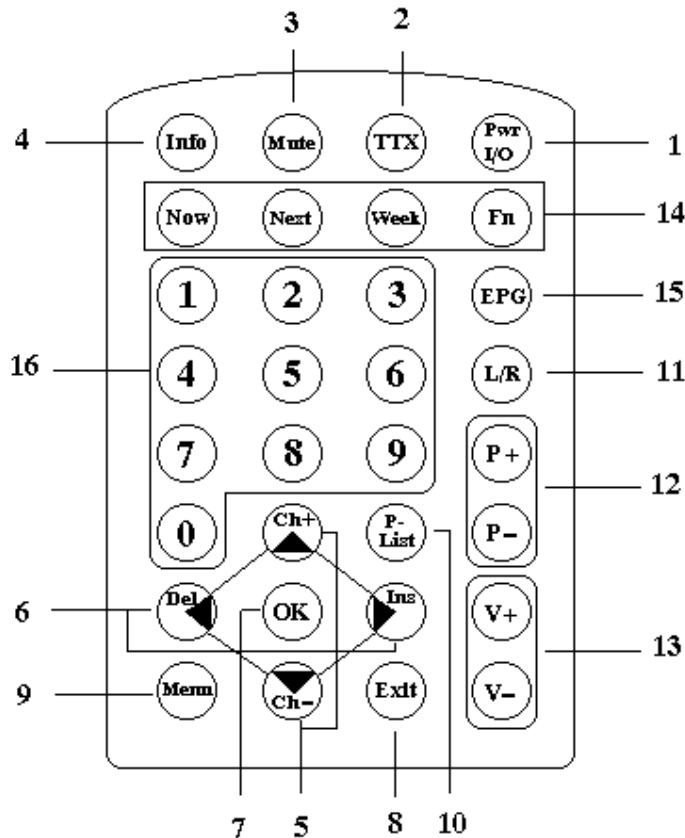 3 2
4 Info Mute TTX Pwr I/O 1
Now Next Week Fn 14
1 2 3 EPG 15
16 4 5 6 L/R 11
7 8 9 P+ 12
0 Ch+ P-List P−
6 Del OK Ins V+ 13
9 Menu Ch− Exit V−
7 5 8 10